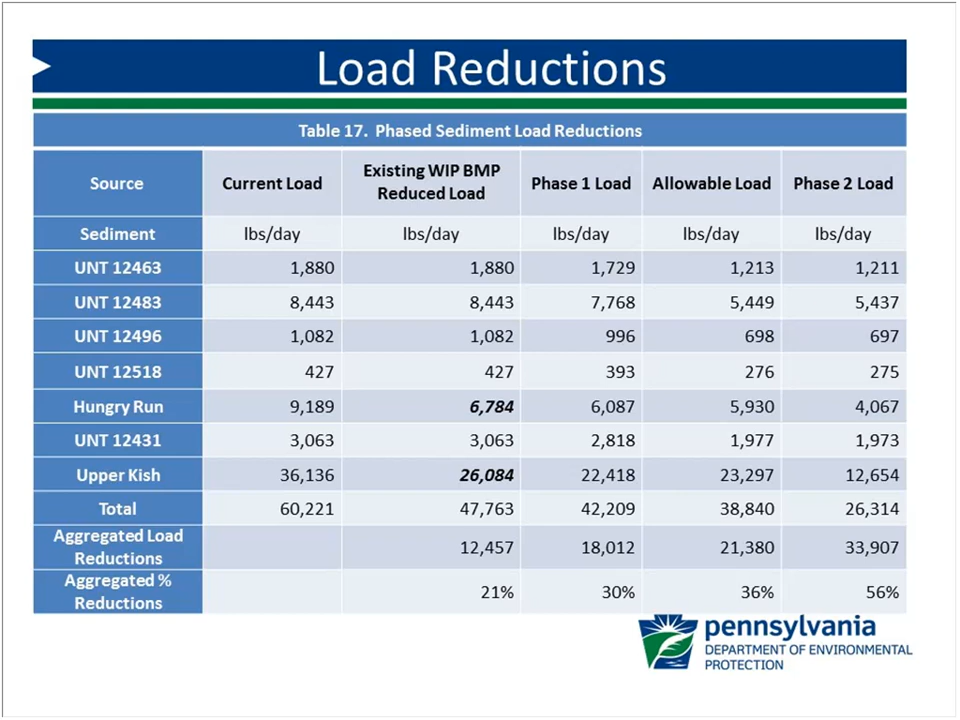 Load Reductions
Table 17. Phased Sediment Load Reductions
Source Current Load Existing WIP BMP Reduced Load Phase 1 Load Allowable Load Phase 2 Load
Sediment lbs/day lbs/day lbs/day lbs/day lbs/day
UNT 12463 1,880 1,880 1,729 1,213 1,211
UNT 12483 8,443 8,443 7,768 5,449 5,437
UNT 12496 1,082 1,082 996 698 697
UNT 12518 427 427 393 276 275
Hungry Run 9,189 6,784 6,087 5,930 4,067
UNT 12431 3,063 3,063 2,818 1,977 1,973
Upper Kish 36,136 26,084 22,418 23,297 12,654
Total 60,221 47,763 42,209 38,840 26,314
Aggregated Load Reductions 12,457 18,012 21,380 33,907
Aggregated % Reductions 21% 30% 36% 56%
pennsylvania
DEPARTMENT OF ENVIRONMENTAL
PROTECTION